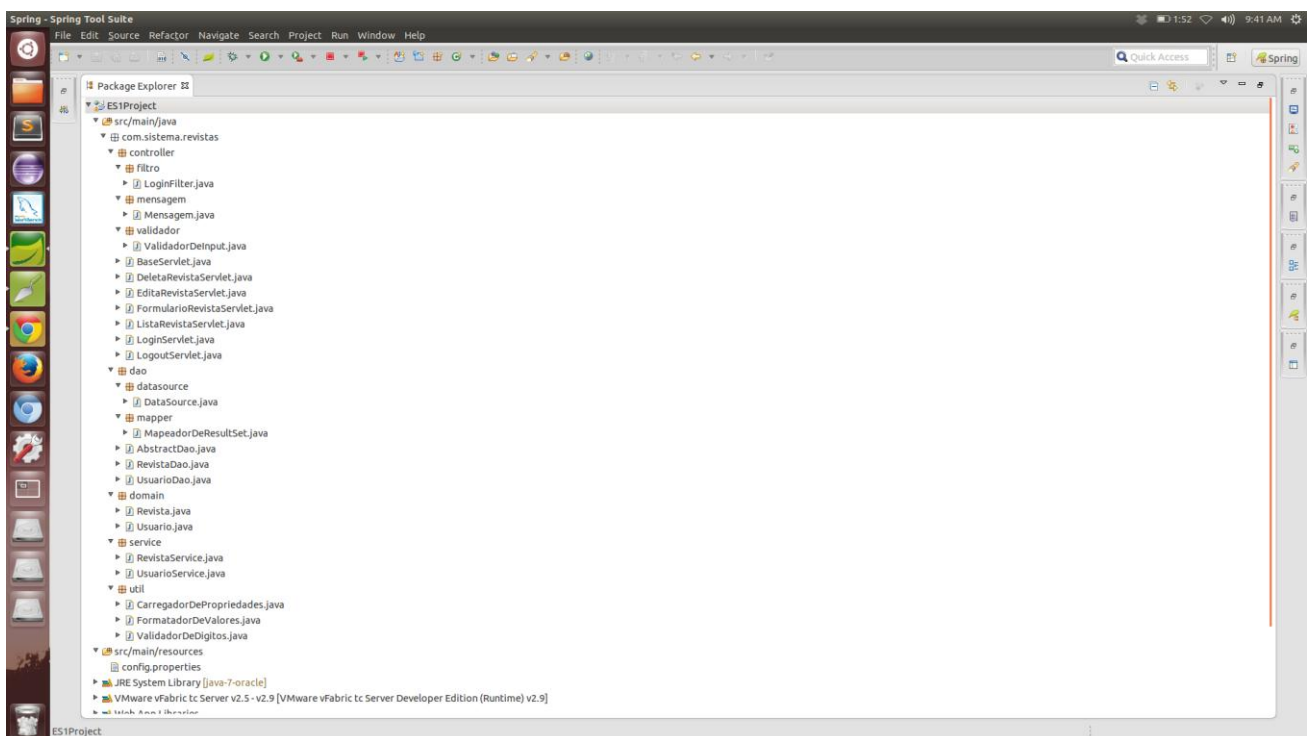 Spring - Spring Tool Suite
1:52 9:41 AM
File Edit Source Refactor Navigate Search Project Run Window Help
Quick Access
Spring
Package Explorer
ES1Project
src/main/java
com.sistema.revistas
controller
filtro
LoginFilter.java
mensagem
Mensagem.java
validador
ValidadorDeInput.java
BaseServlet.java
DeletaRevistaServlet.java
EditaRevistaServlet.java
FormularioRevistaServlet.java
ListaRevistaServlet.java
LoginServlet.java
LogoutServlet.java
dao
datasource
DataSource.java
mapper
MapeadorDeResultSet.java
AbstractDao.java
RevistaDao.java
UsuarioDao.java
domain
Revista.java
Usuario.java
service
RevistaService.java
UsuarioService.java
util
CarregadorDePropriedades.java
FormatadorDeValores.java
ValidadorDeDigitos.java
src/main/resources
config.properties
JRE System Library [java-7-oracle]
VMware vFabric tc Server v2.5 - v2.9 [VMware vFabric tc Server Developer Edition (Runtime) v2.9]
Web App Libraries
ES1Project